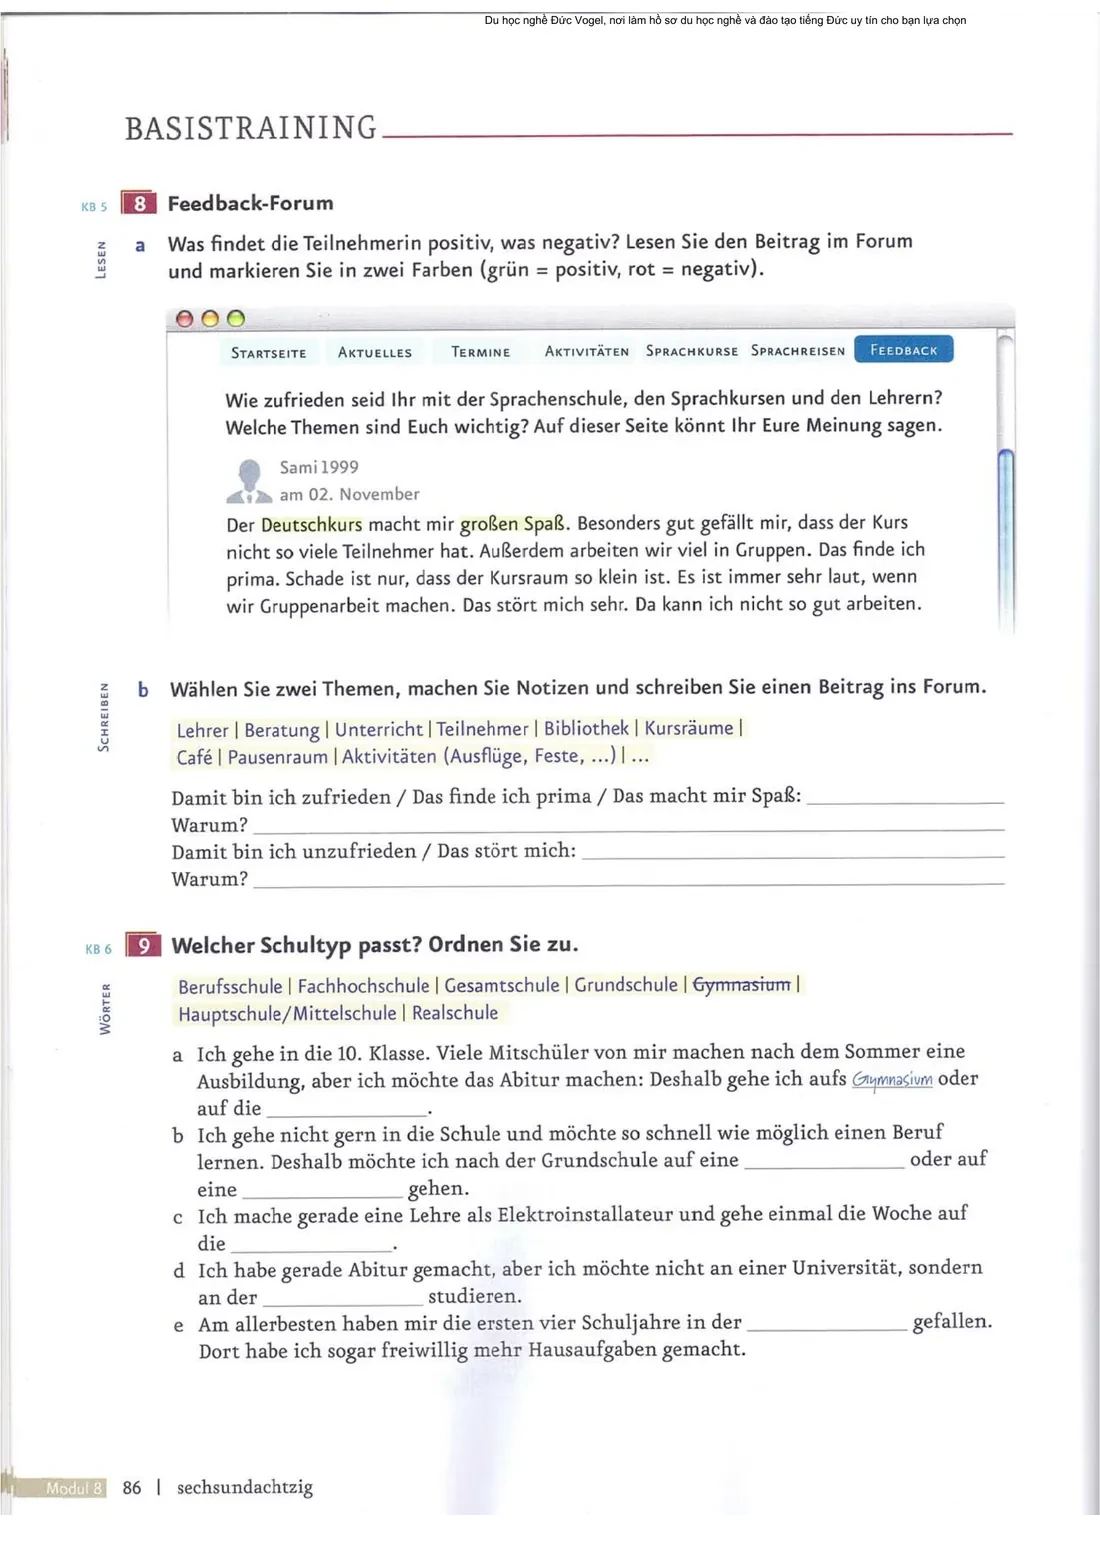 Du học nghề Đức Vogel, nơi làm hồ sơ du học nghề và đào tạo tiếng Đức uy tín cho bạn lựa chọn
BASISTRAINING
KB 5 8 Feedback-Forum
LESEN
a Was findet die Teilnehmerin positiv, was negativ? Lesen Sie den Beitrag im Forum
und markieren Sie in zwei Farben (grün = positiv, rot = negativ).
STARTSEITE AKTUELLES TERMINE AKTIVITÄTEN SPRACHKURSE SPRACHREISEN FEEDBACK
Wie zufrieden seid Ihr mit der Sprachenschule, den Sprachkursen und den Lehrern?
Welche Themen sind Euch wichtig? Auf dieser Seite könnt Ihr Eure Meinung sagen.
Sami1999
am 02. November
Der Deutschkurs macht mir großen Spaß. Besonders gut gefällt mir, dass der Kurs
nicht so viele Teilnehmer hat. Außerdem arbeiten wir viel in Gruppen. Das finde ich
prima. Schade ist nur, dass der Kursraum so klein ist. Es ist immer sehr laut, wenn
wir Gruppenarbeit machen. Das stört mich sehr. Da kann ich nicht so gut arbeiten.
SCHREIBEN
b Wählen Sie zwei Themen, machen Sie Notizen und schreiben Sie einen Beitrag ins Forum.
Lehrer | Beratung | Unterricht | Teilnehmer | Bibliothek | Kursräume |
Café | Pausenraum | Aktivitäten (Ausflüge, Feste, ...) | ...
Damit bin ich zufrieden / Das finde ich prima / Das macht mir Spaß: ____________
Warum? ____________
Damit bin ich unzufrieden / Das stört mich: ____________
Warum? ____________
KB 6 9 Welcher Schultyp passt? Ordnen Sie zu.
WÖRTER
Berufsschule | Fachhochschule | Gesamtschule | Grundschule | Gymnasium |
Hauptschule/Mittelschule | Realschule
a Ich gehe in die 10. Klasse. Viele Mitschüler von mir machen nach dem Sommer eine
Ausbildung, aber ich möchte das Abitur machen: Deshalb gehe ich aufs Gymnasium oder
auf die ____________.
b Ich gehe nicht gern in die Schule und möchte so schnell wie möglich einen Beruf
lernen. Deshalb möchte ich nach der Grundschule auf eine ____________ oder auf
eine ____________ gehen.
c Ich mache gerade eine Lehre als Elektroinstallateur und gehe einmal die Woche auf
die ____________.
d Ich habe gerade Abitur gemacht, aber ich möchte nicht an einer Universität, sondern
an der ____________ studieren.
e Am allerbesten haben mir die ersten vier Schuljahre in der ____________ gefallen.
Dort habe ich sogar freiwillig mehr Hausaufgaben gemacht.
Modul 8 86 | sechsundachtzig